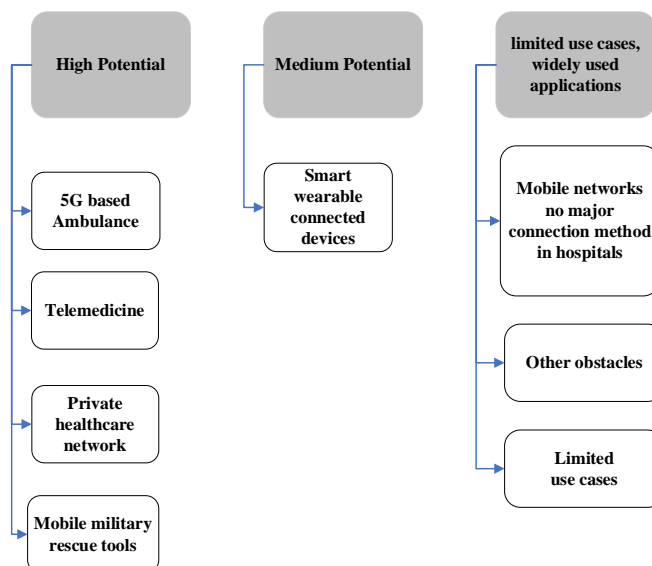 High Potential
5G based
Ambulance
Telemedicine
Private
healthcare
network
Mobile military
rescue tools
Medium Potential
Smart
wearable
connected
devices
limited use cases,
widely used
applications
Mobile networks
no major
connection method
in hospitals
Other obstacles
Limited
use cases